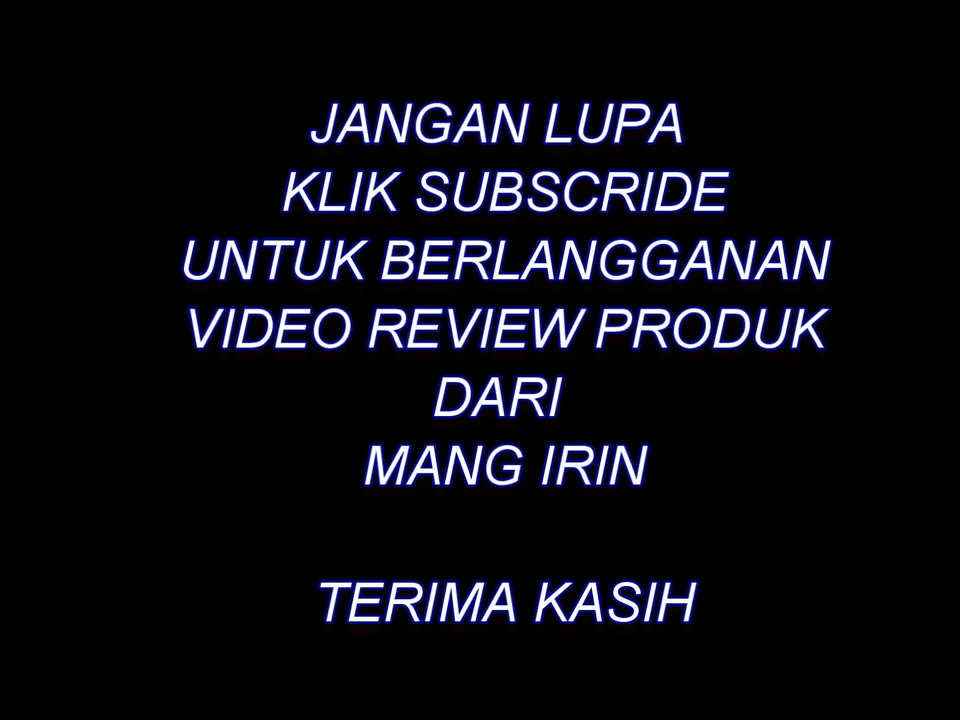 JANGAN LUPA
KLIK SUBSCRIDE
UNTUK BERLANGGANAN
VIDEO REVIEW PRODUK
DARI
MANG IRIN
TERIMA KASIH